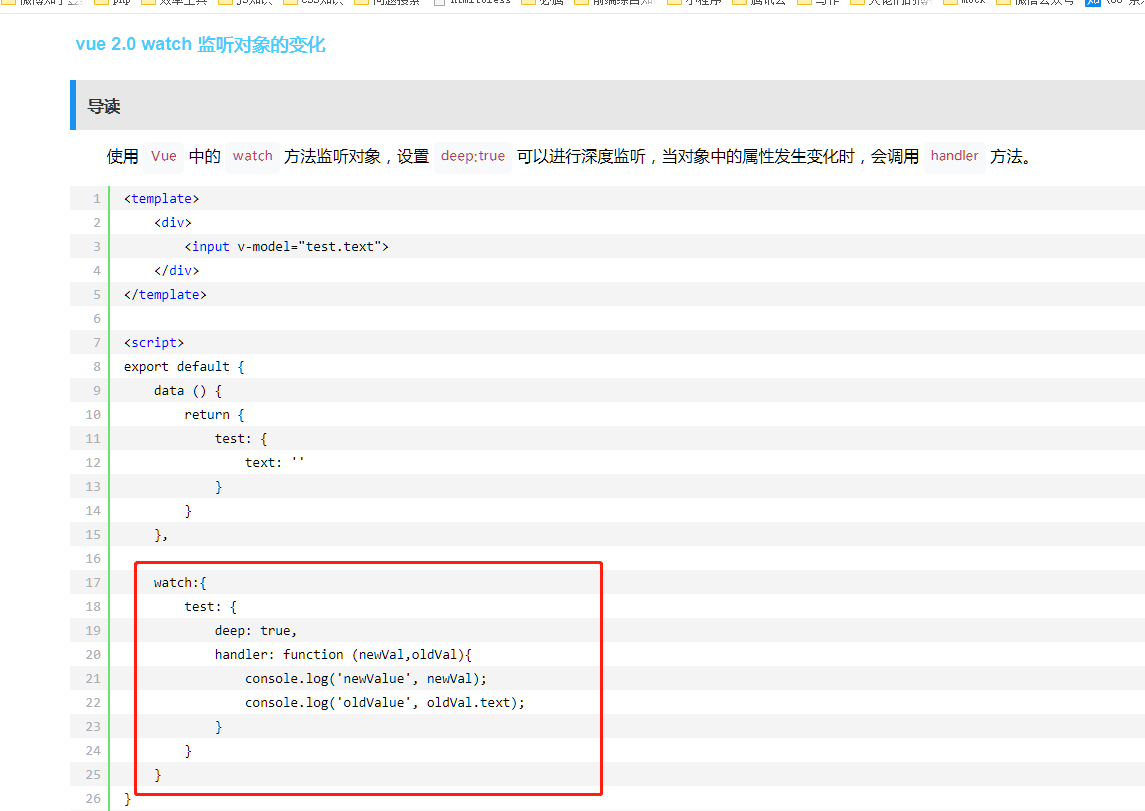 vue 2.0 watch 监听对象的变化
导读
使用 Vue 中的 watch 方法监听对象，设置 deep:true 可以进行深度监听，当对象中的属性发生变化时，会调用 handler 方法。
1 <template>
2 <div>
3 <input v-model="test.text">
4 </div>
5 </template>
6
7 <script>
8 export default {
9 data () {
10 return {
11 test: {
12 text: ''
13 }
14 }
15 },
16
17 watch:{
18 test: {
19 deep: true,
20 handler: function (newVal,oldVal){
21 console.log('newValue', newVal);
22 console.log('oldValue', oldVal.text);
23 }
24 }
25 }
26 }